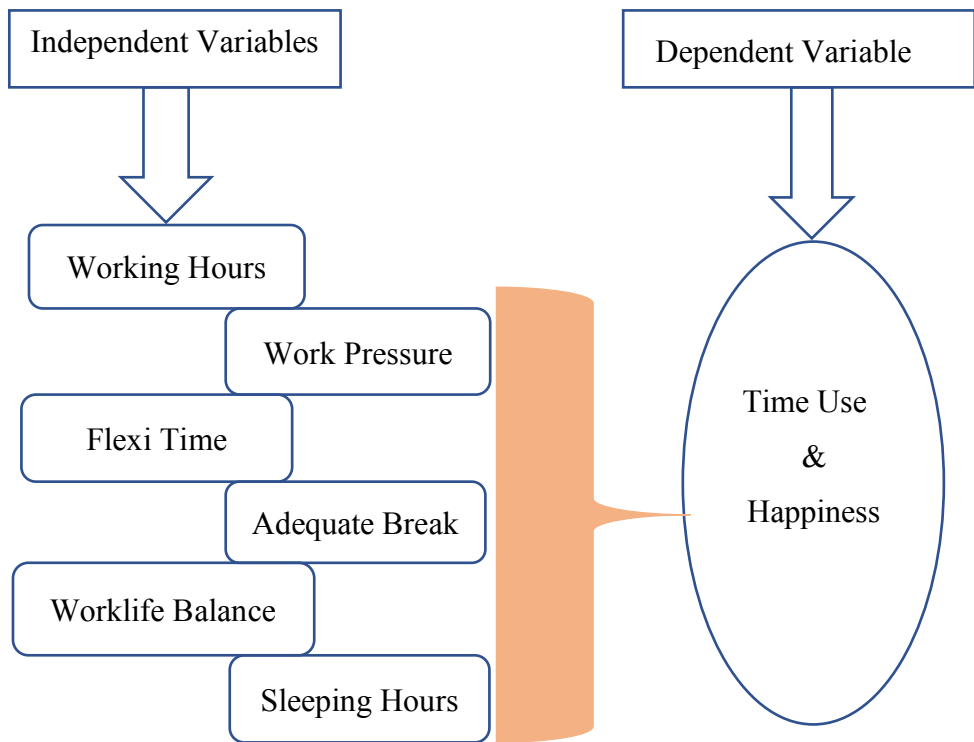 Independent Variables
Dependent Variable
Working Hours
Work Pressure
Flexi Time
Adequate Break
Worklife Balance
Sleeping Hours
Time Use
&
Happiness